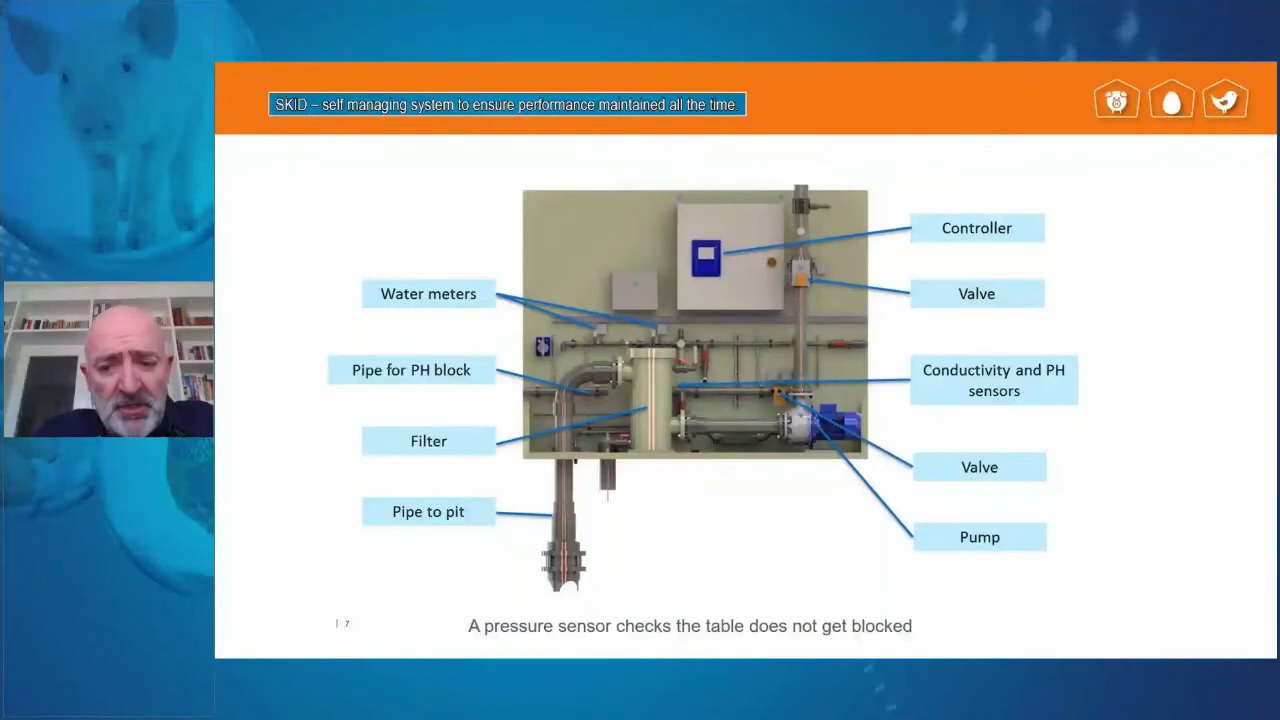 SKID – self managing system to ensure performance maintained all the time.
Controller
Water meters
Valve
Pipe for PH block
Conductivity and PH
sensors
Filter
Valve
Pipe to pit
Pump
| 7
A pressure sensor checks the table does not get blocked